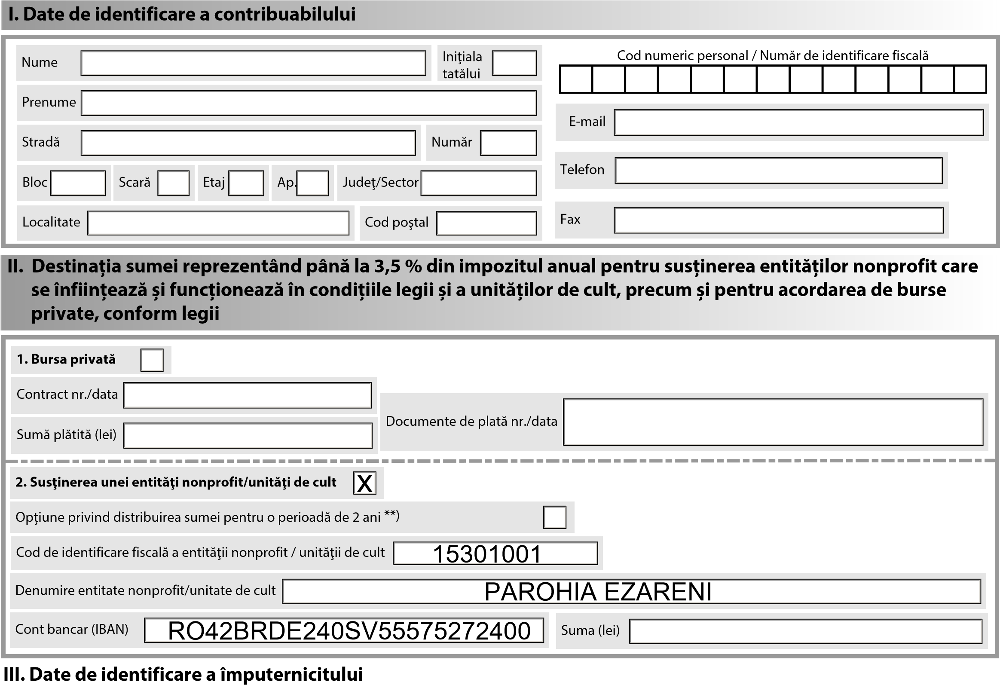 I. Date de identificare a contribuabilului
Nume
Iniţiala
tatălui
Cod numeric personal / Număr de identificare fiscală
Prenume
E-mail
Stradă
Număr
Telefon
Bloc
Scară
Etaj
Ap.
Judeţ/Sector
Localitate
Cod poştal
Fax
II. Destinația sumei reprezentând până la 3,5 % din impozitul anual pentru susținerea entităților nonprofit care
se înființează și funcționează în condițiile legii și a unităților de cult, precum și pentru acordarea de burse
private, conform legii
1. Bursa privată
Contract nr./data
Documente de plată nr./data
Sumă plătită (lei)
2. Susţinerea unei entităţi nonprofit/unităţi de cult X
Opțiune privind distribuirea sumei pentru o perioadă de 2 ani **)
Cod de identificare fiscală a entităţii nonprofit / unităţii de cult 15301001
Denumire entitate nonprofit/unitate de cult PAROHIA EZARENI
Cont bancar (IBAN) RO42BRDE240SV55575272400
Suma (lei)
III. Date de identificare a împuternicitului